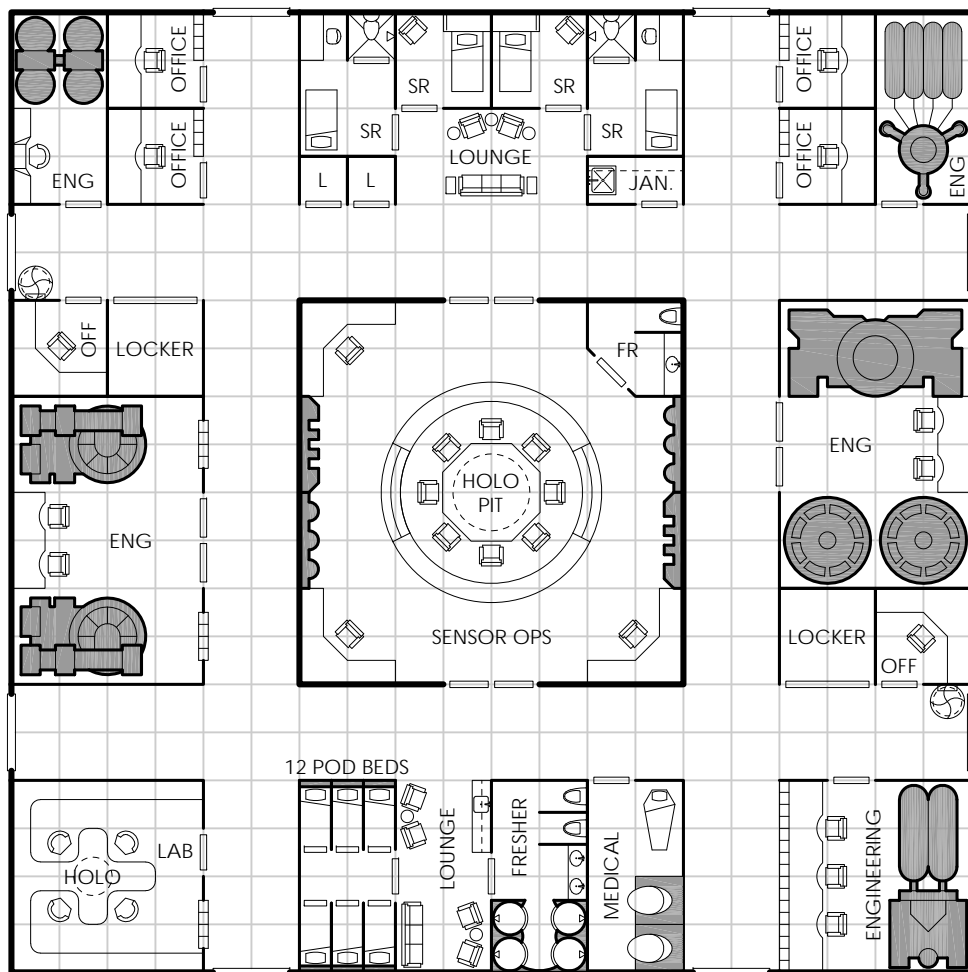 OFFICE
SR
SR
OFFICE
OFFICE
SR
SR
OFFICE
LOUNGE
ENG
L
L
JAN.
ENG
OFF
LOCKER
FR
ENG
HOLO
PIT
ENG
SENSOR OPS
LOCKER
OFF
12 POD BEDS
LAB
HOLO
LOUNGE
FRESHER
MEDICAL
ENGINEERING